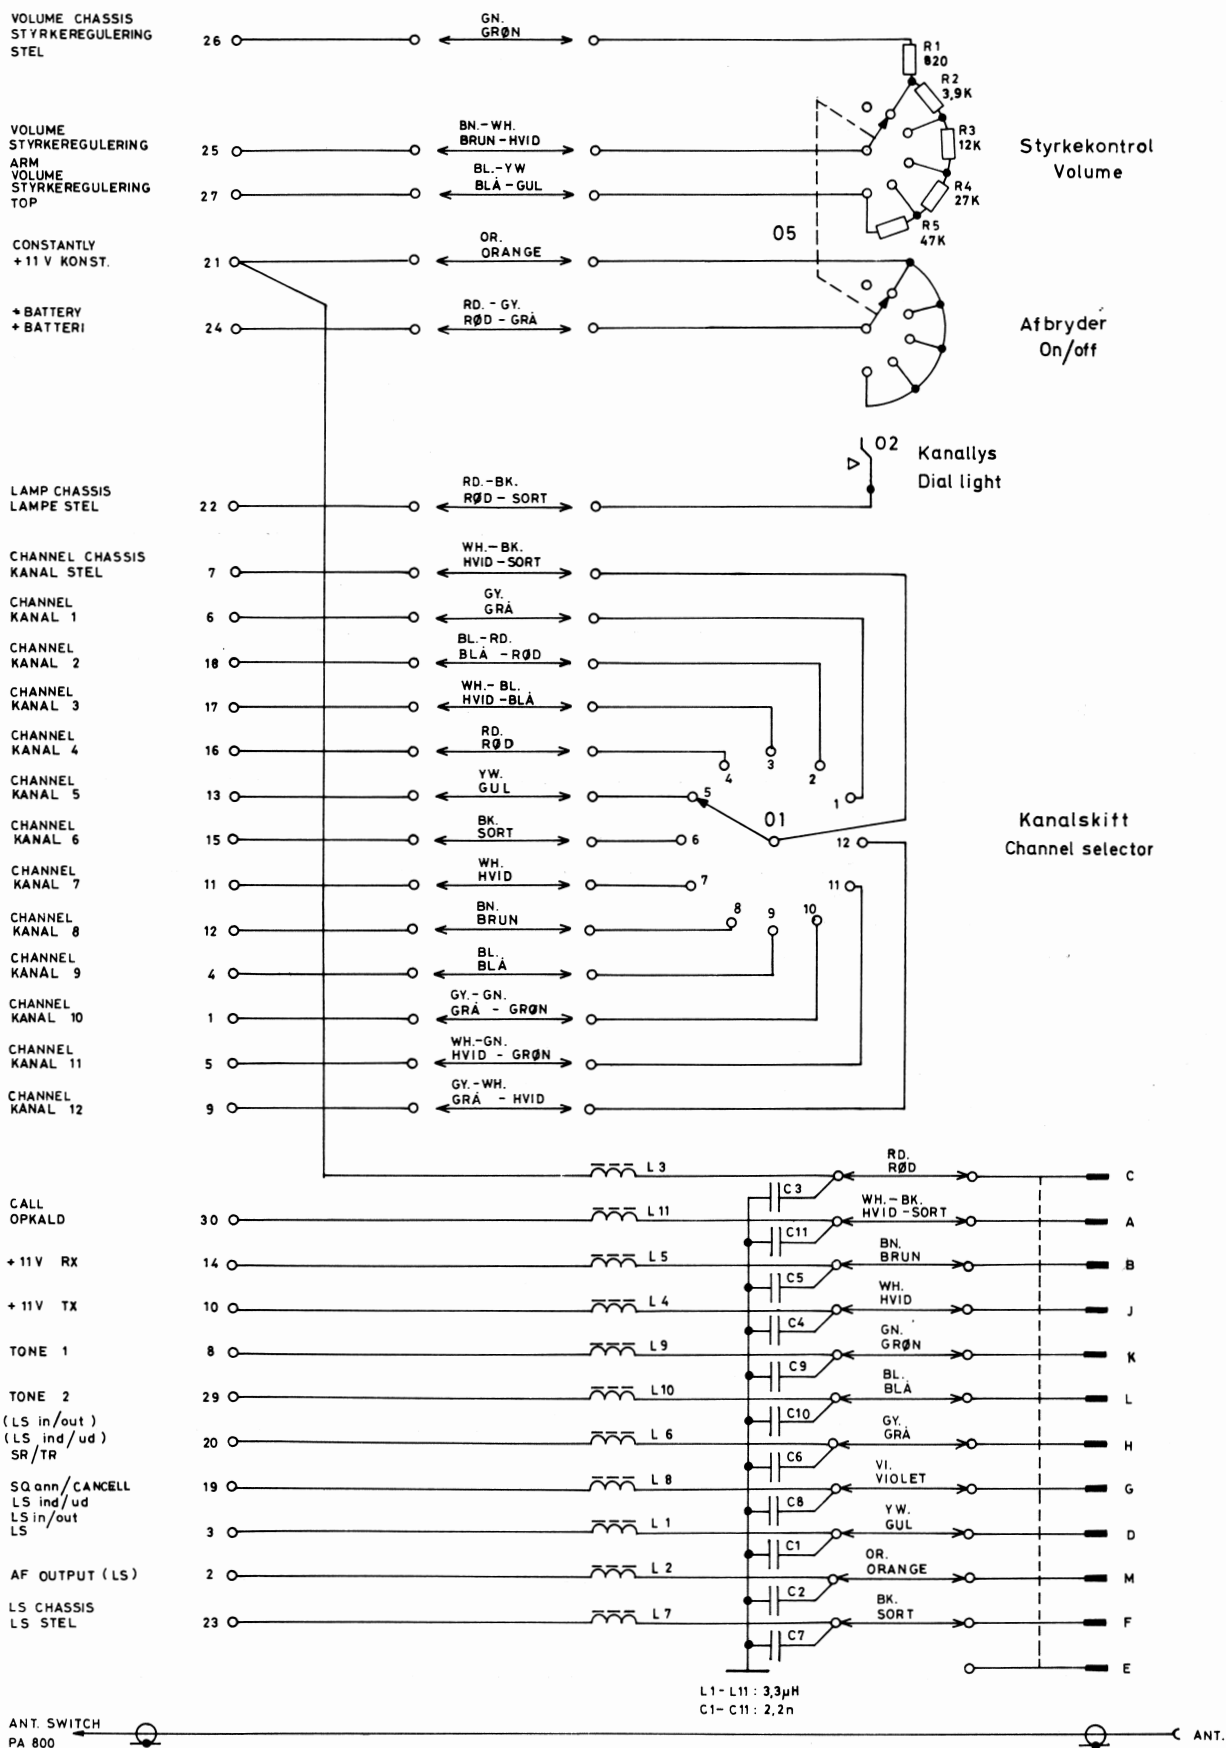 VOLUME CHASSIS
STYRKEREGULERING
STEL
26
GN.
GRØN
R1
820
R2
3,9K
R3
12K
R4
27K
R5
47K
VOLUME
STYRKEREGULERING
ARM
25
BN.-WH.
BRUN-HVID
Styrkekontrol
Volume
VOLUME
STYRKEREGULERING
TOP
27
BL.-YW
BLÅ-GUL
O5
CONSTANTLY
+11 V KONST.
21
OR.
ORANGE
+ BATTERY
+ BATTERI
24
RD. - GY.
RØD - GRÅ
Afbryder
On/off
O2
Kanallys
Dial light
LAMP CHASSIS
LAMPE STEL
22
RD.-BK.
RØD - SORT
CHANNEL CHASSIS
KANAL STEL
7
WH.-BK.
HVID-SORT
CHANNEL
KANAL 1
6
GY.
GRÅ
CHANNEL
KANAL 2
18
BL.-RD.
BLÅ -RØD
CHANNEL
KANAL 3
17
WH.- BL.
HVID-BLÅ
CHANNEL
KANAL 4
16
RD.
RØD
4
3
2
CHANNEL
KANAL 5
13
YW.
GUL
5
1
O1
Kanalskift
Channel selector
CHANNEL
KANAL 6
15
BK.
SORT
6
12
CHANNEL
KANAL 7
11
WH.
HVID
7
11
CHANNEL
KANAL 8
12
BN.
BRUN
8
9
10
CHANNEL
KANAL 9
4
BL.
BLÅ
CHANNEL
KANAL 10
1
GY.-GN.
GRÅ - GRØN
CHANNEL
KANAL 11
5
WH.-GN.
HVID - GRØN
CHANNEL
KANAL 12
9
GY.-WH.
GRÅ - HVID
L3
C3
RD.
RØD
C
CALL
OPKALD
30
L11
C11
WH.-BK.
HVID-SORT
A
+ 11V RX
14
L5
C5
BN.
BRUN
B
+ 11V TX
10
L4
C4
WH.
HVID
J
TONE 1
8
L9
C9
GN.
GRØN
K
TONE 2
29
L10
C10
BL.
BLÅ
L
(LS in/out)
(LS ind/ud)
SR/TR
20
L 6
C6
GY.
GRÅ
H
SQ ann/CANCELL
LS ind/ud
19
L 8
C8
VI.
VIOLET
G
LS in/out
LS
3
L 1
C1
YW.
GUL
D
AF OUTPUT (LS)
2
L 2
C2
OR.
ORANGE
M
LS CHASSIS
LS STEL
23
L 7
C7
BK.
SORT
F
E
L1-L11 : 3,3µH
C1-C11 : 2,2n
ANT. SWITCH
PA 800
ANT.